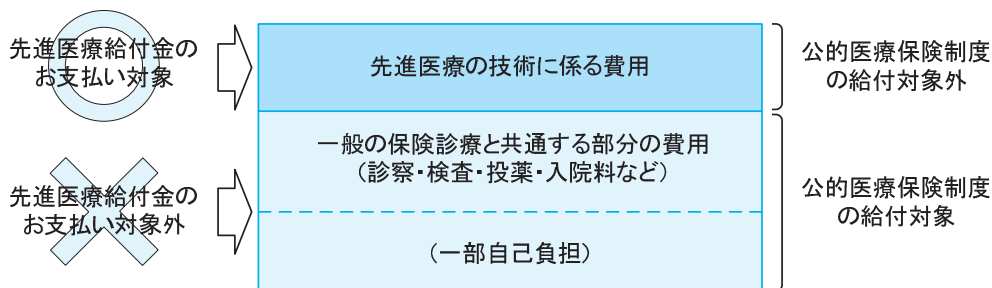 先進医療給付金の
お支払い対象
先進医療の技術に係る費用
公的医療保険制度
の給付対象外
一般の保険診療と共通する部分の費用
（診察・検査・投薬・入院料など）
先進医療給付金の
お支払い対象外
公的医療保険制度
の給付対象
（一部自己負担）